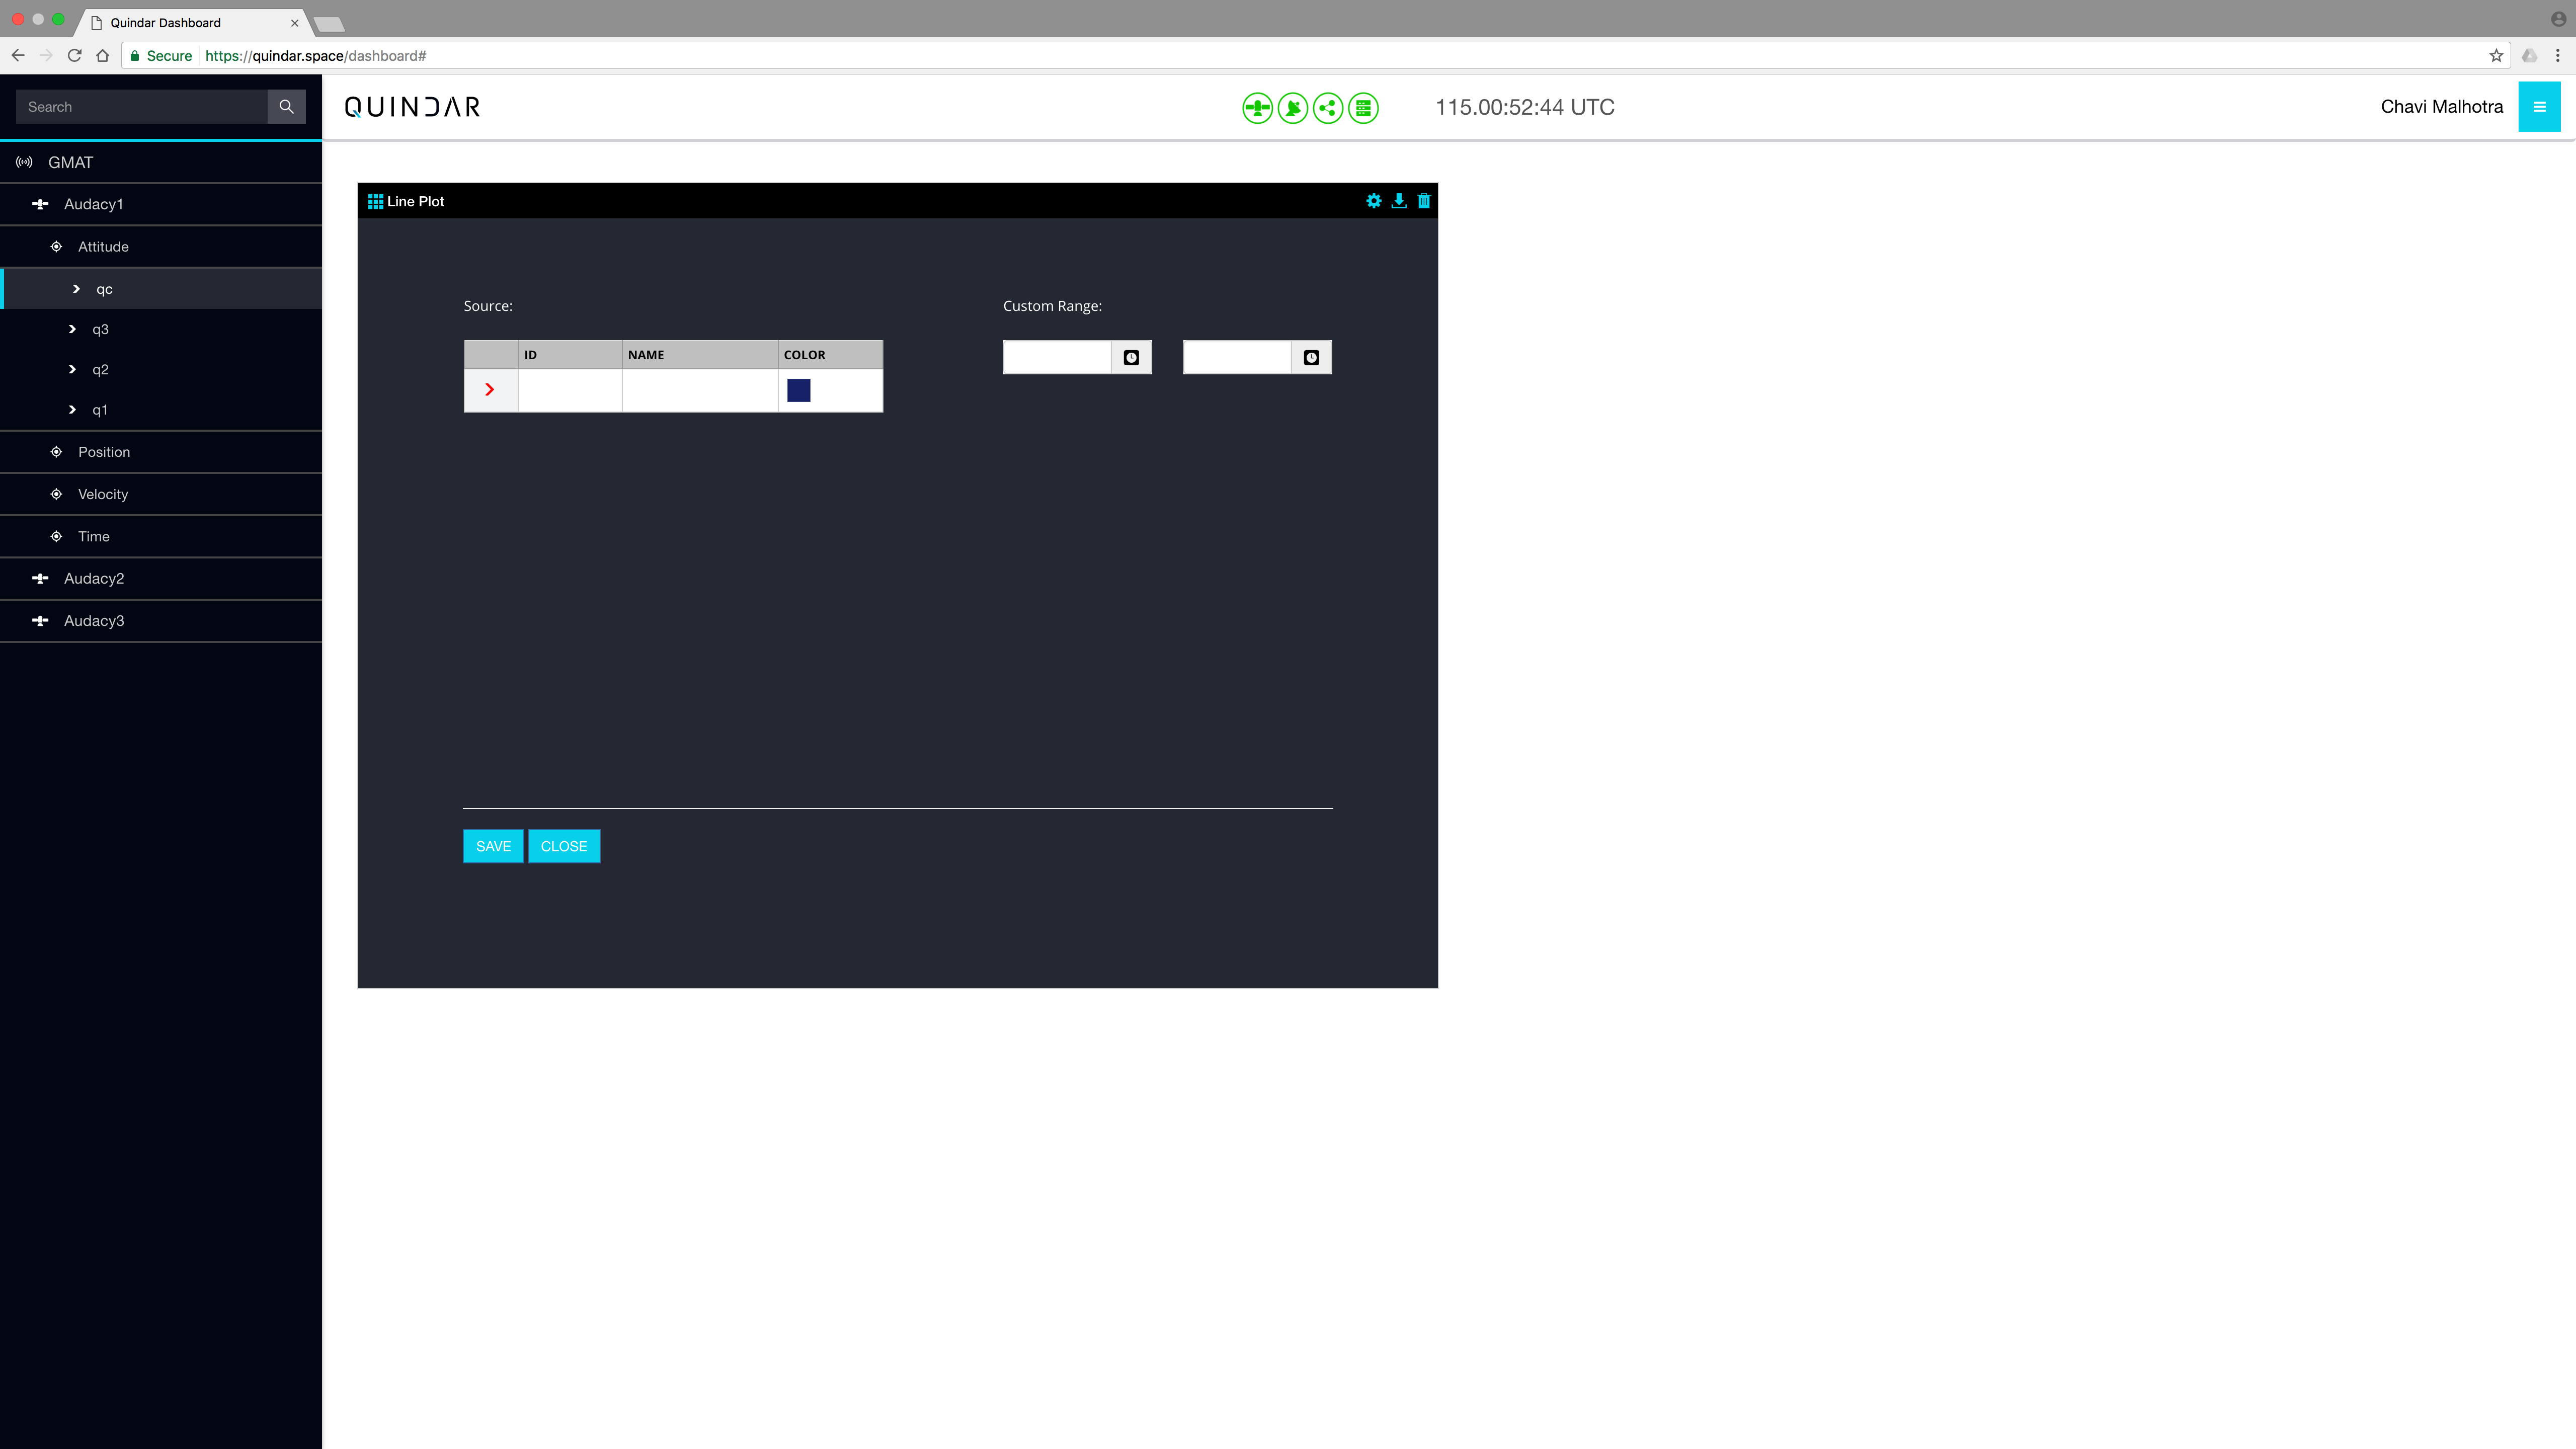 Quindar Dashboard
Secure https://quindar.space/dashboard#
Search
QUINDAR
115.00:52:44 UTC
Chavi Malhotra
GMAT
Audacy1
Attitude
qc
q3
q2
q1
Position
Velocity
Time
Audacy2
Audacy3
Line Plot
Source:
Custom Range:
ID NAME COLOR
SAVE CLOSE